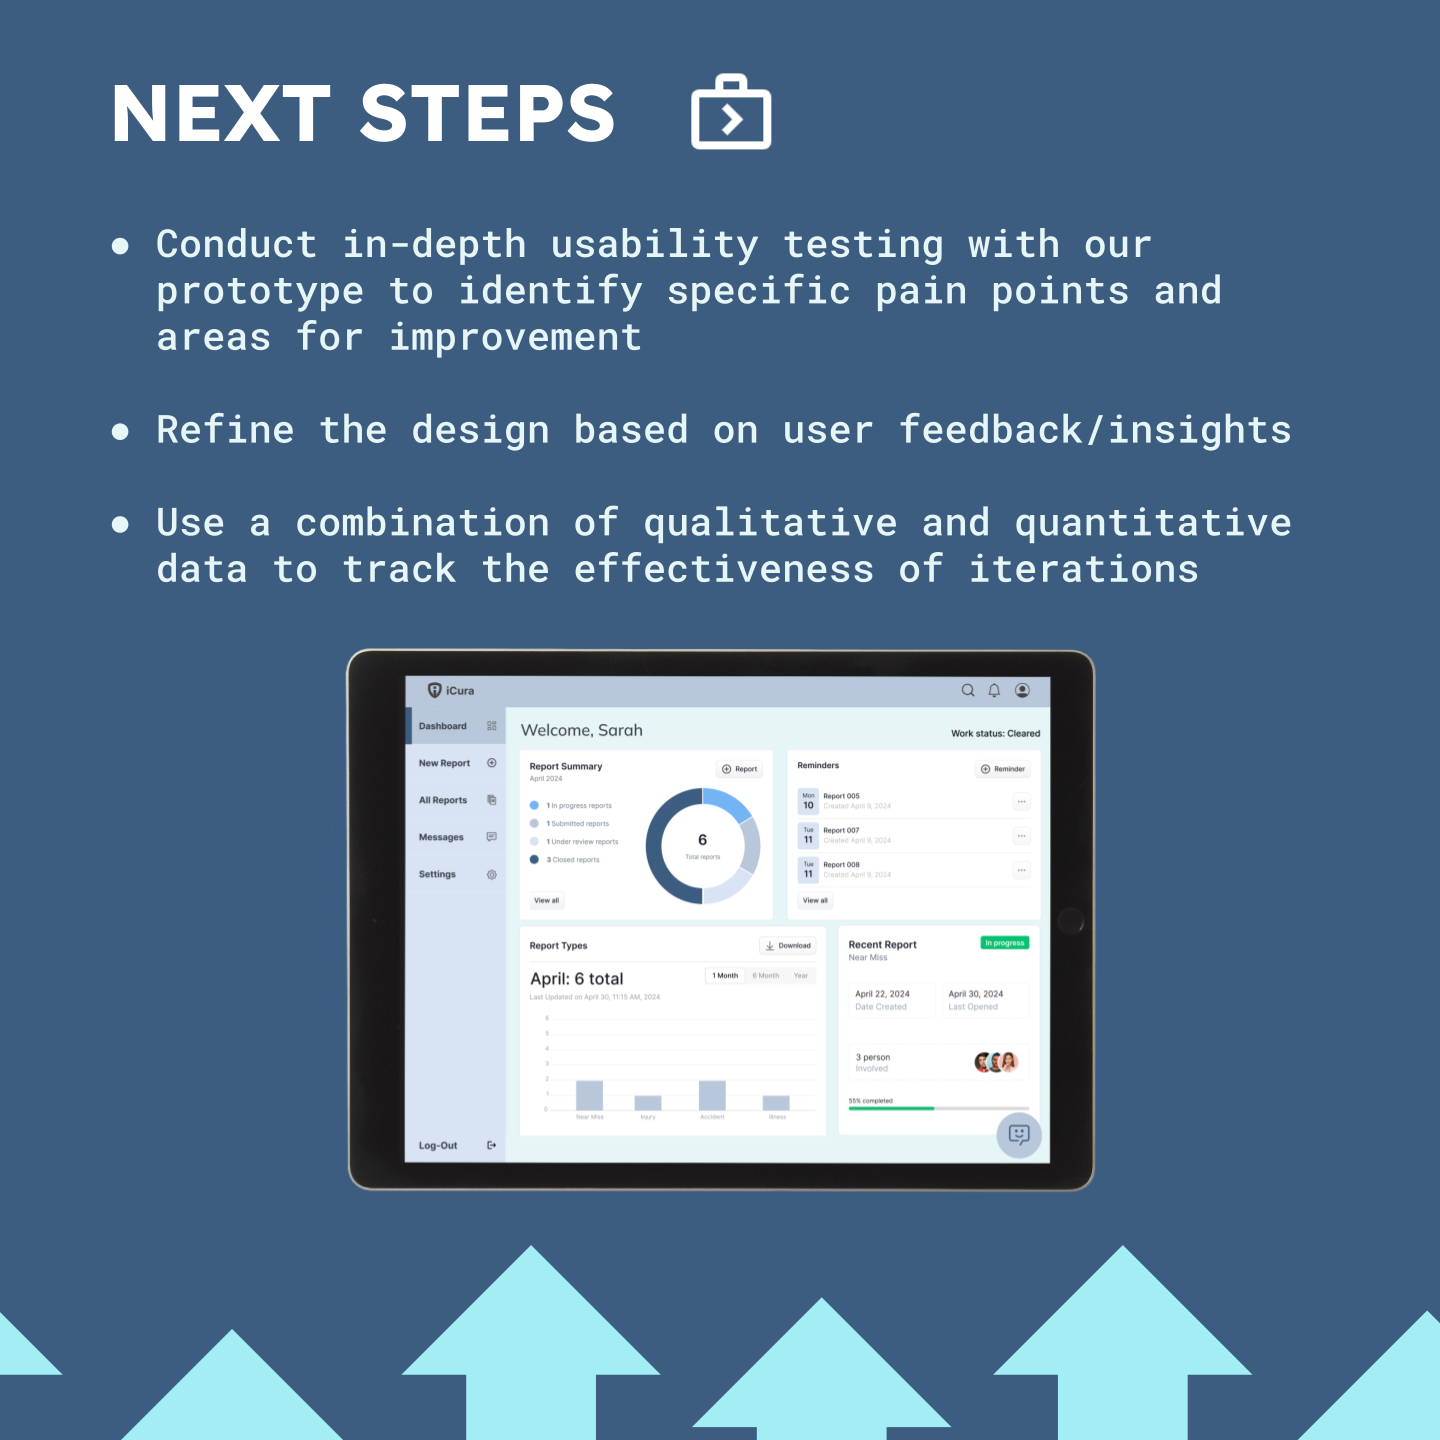 NEXT STEPS
● Conduct in-depth usability testing with our
prototype to identify specific pain points and
areas for improvement
● Refine the design based on user feedback/insights
● Use a combination of qualitative and quantitative
data to track the effectiveness of iterations
iCura
Dashboard
New Report
All Reports
Messages
Settings
Log-Out
Welcome, Sarah
Work status: Cleared
Report Summary
April 2024
Report
1 In progress reports
1 Submitted reports
1 Under review reports
3 Closed reports
6
Total reports
View all
Reminders
Reminder
Mon
10
Report 005
Created April 9, 2024
...
Tue
11
Report 007
Created April 9, 2024
...
Tue
11
Report 008
Created April 9, 2024
...
View all
Report Types
Download
April: 6 total
1 Month 6 Month Year
Last Updated on April 30, 11:15 AM, 2024
6
5
4
3
2
1
0
Near Miss Injury Accident Illness
Recent Report
In progress
Near Miss
April 22, 2024
Date Created
April 30, 2024
Last Opened
3 person
Involved
55% completed